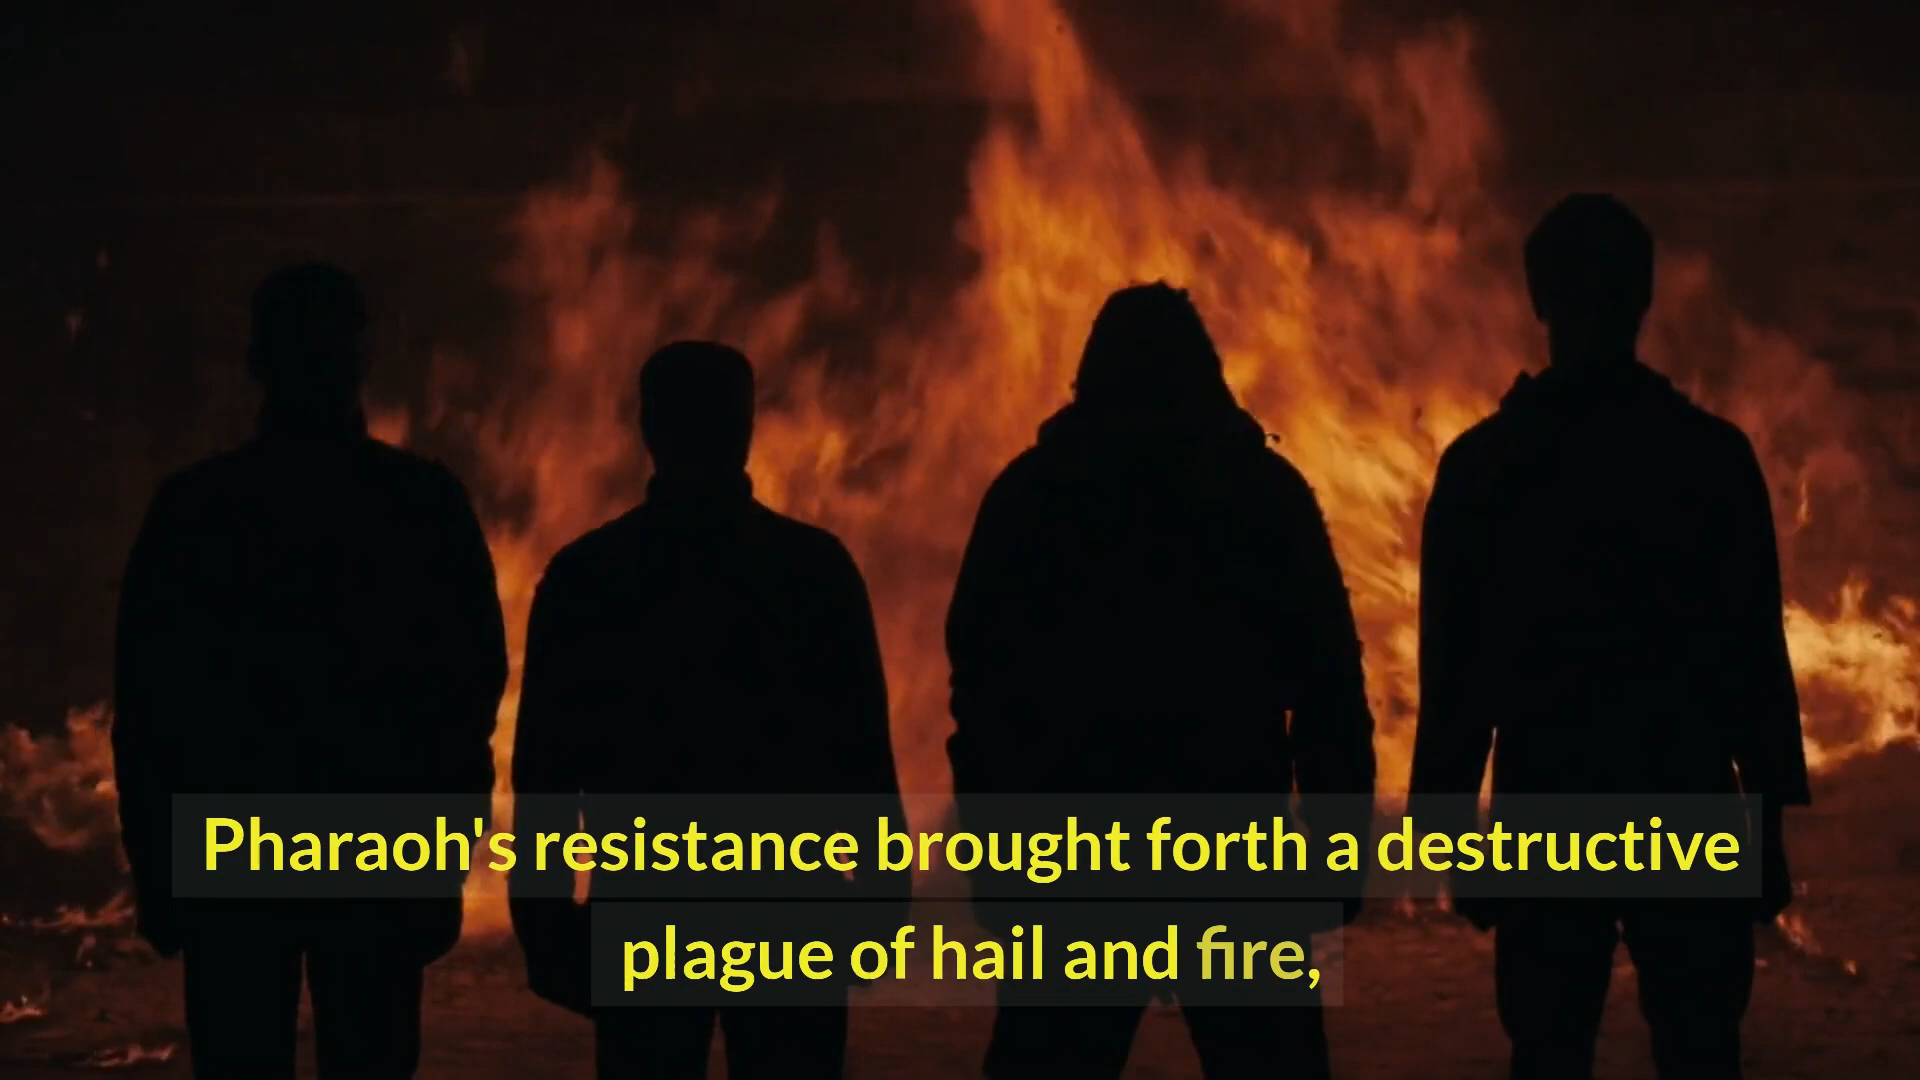 Pharaoh's resistance brought forth a destructive
plague of hail and fire,